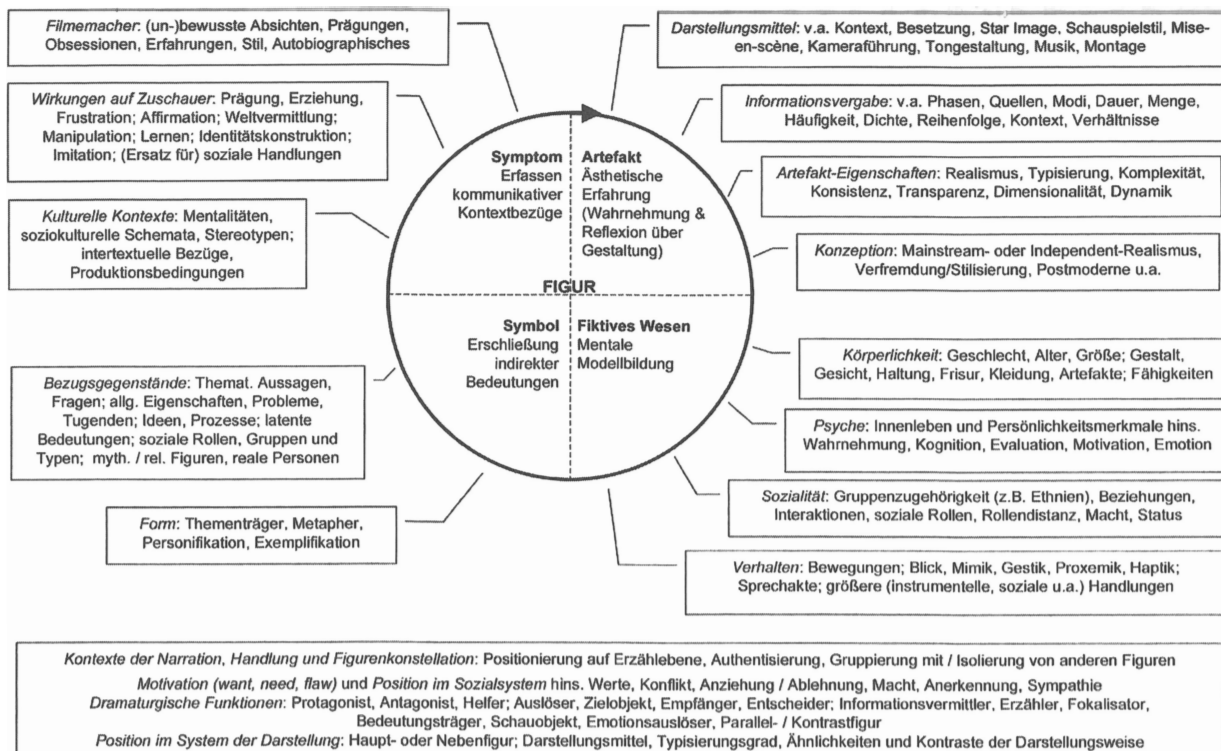 Filmemacher: (un-)bewusste Absichten, Prägungen,
Obsessionen, Erfahrungen, Stil, Autobiographisches
Wirkungen auf Zuschauer: Prägung, Erziehung,
Frustration; Affirmation; Weltvermittlung;
Manipulation; Lernen; Identitätskonstruktion;
Imitation; (Ersatz für) soziale Handlungen
Kulturelle Kontexte: Mentalitäten,
soziokulturelle Schemata, Stereotypen;
intertextuelle Bezüge,
Produktionsbedingungen
Bezugsgegenstände: Themat. Aussagen,
Fragen; allg. Eigenschaften, Probleme,
Tugenden; Ideen, Prozesse; latente
Bedeutungen; soziale Rollen, Gruppen und
Typen; myth. / rel. Figuren, reale Personen
Form: Thementräger, Metapher,
Personifikation, Exemplifikation
Symptom
Erfassen
kommunikativer
Kontextbezüge
Artefakt
Ästhetische
Erfahrung
(Wahrnehmung &
Reflexion über
Gestaltung)
FIGUR
Symbol
Erschließung
indirekter
Bedeutungen
Fiktives Wesen
Mentale
Modellbildung
Darstellungsmittel: v.a. Kontext, Besetzung, Star Image, Schauspielstil, Mise-
en-scène, Kameraführung, Tongestaltung, Musik, Montage
Informationsvergabe: v.a. Phasen, Quellen, Modi, Dauer, Menge,
Häufigkeit, Dichte, Reihenfolge, Kontext, Verhältnisse
Artefakt-Eigenschaften: Realismus, Typisierung, Komplexität,
Konsistenz, Transparenz, Dimensionalität, Dynamik
Konzeption: Mainstream- oder Independent-Realismus,
Verfremdung/Stilisierung, Postmoderne u.a.
Körperlichkeit: Geschlecht, Alter, Größe; Gestalt,
Gesicht, Haltung, Frisur, Kleidung, Artefakte; Fähigkeiten
Psyche: Innenleben und Persönlichkeitsmerkmale hins.
Wahrnehmung, Kognition, Evaluation, Motivation, Emotion
Sozialität: Gruppenzugehörigkeit (z.B. Ethnien), Beziehungen,
Interaktionen, soziale Rollen, Rollendistanz, Macht, Status
Verhalten: Bewegungen; Blick, Mimik, Gestik, Proxemik, Haptik;
Sprechakte; größere (instrumentelle, soziale u.a.) Handlungen
Kontexte der Narration, Handlung und Figurenkonstellation: Positionierung auf Erzählebene, Authentisierung, Gruppierung mit / Isolierung von anderen Figuren
Motivation (want, need, flaw) und Position im Sozialsystem hins. Werte, Konflikt, Anziehung / Ablehnung, Macht, Anerkennung, Sympathie
Dramaturgische Funktionen: Protagonist, Antagonist, Helfer; Auslöser, Zielobjekt, Empfänger, Entscheider; Informationsvermittler, Erzähler, Fokalisator,
Bedeutungsträger, Schauobjekt, Emotionsauslöser, Parallel- / Kontrastfigur
Position im System der Darstellung: Haupt- oder Nebenfigur; Darstellungsmittel, Typisierungsgrad, Ähnlichkeiten und Kontraste der Darstellungsweise